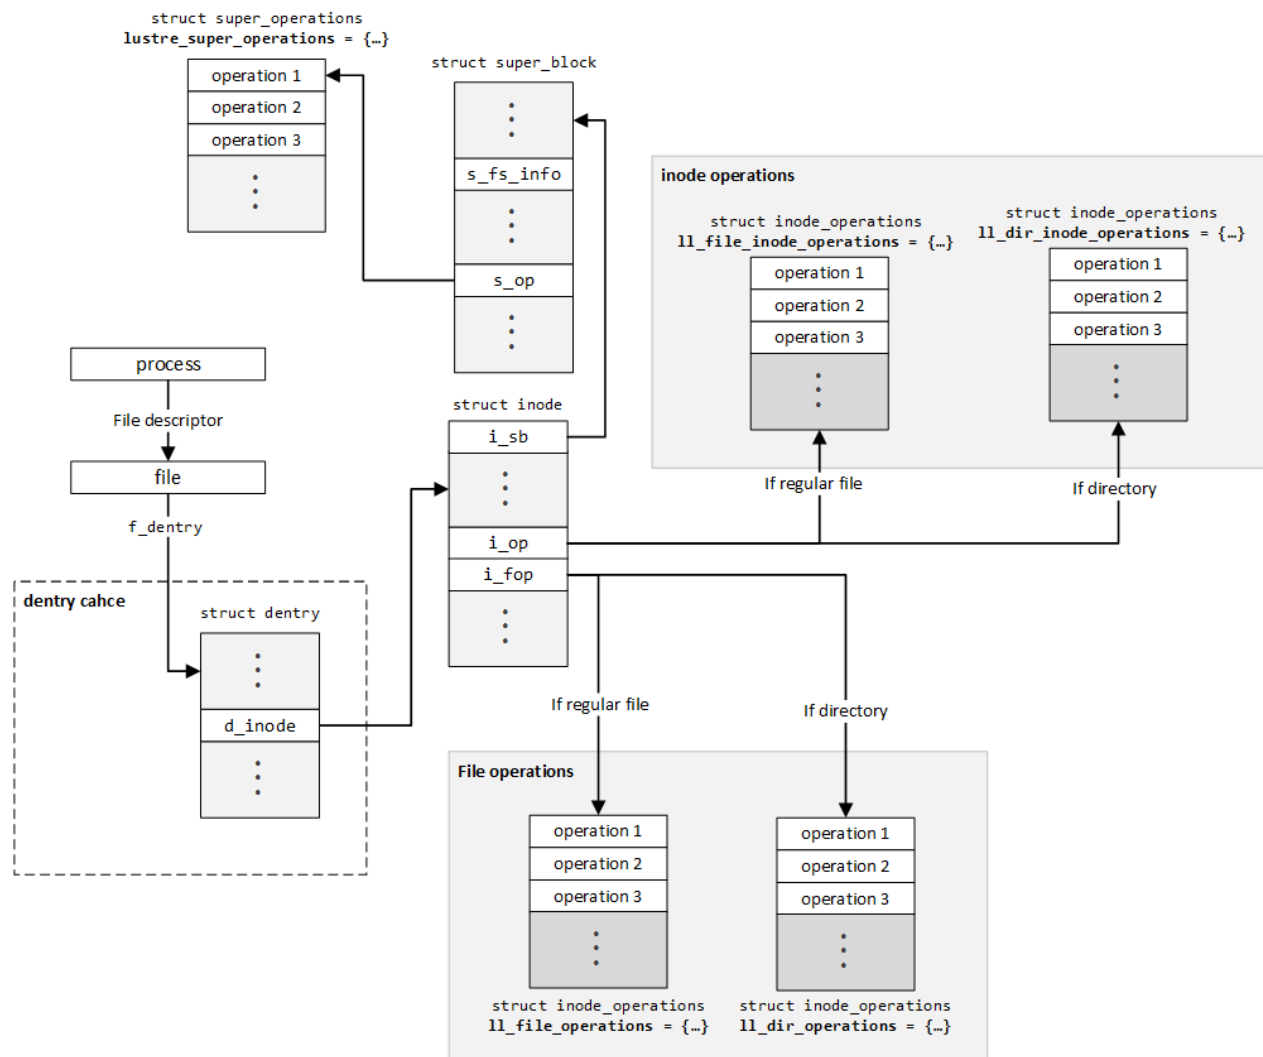 struct super_operations
lustre_super_operations = {…}
operation 1
operation 2
operation 3
struct super_block
s_fs_info
s_op
inode operations
struct inode_operations
ll_file_inode_operations = {…}
operation 1
operation 2
operation 3
struct inode_operations
ll_dir_inode_operations = {…}
operation 1
operation 2
operation 3
If regular file
If directory
process
File descriptor
file
f_dentry
struct inode
i_sb
i_op
i_fop
dentry cahce
struct dentry
d_inode
If regular file
If directory
File operations
operation 1
operation 2
operation 3
struct inode_operations
ll_file_operations = {…}
operation 1
operation 2
operation 3
struct inode_operations
ll_dir_operations = {…}